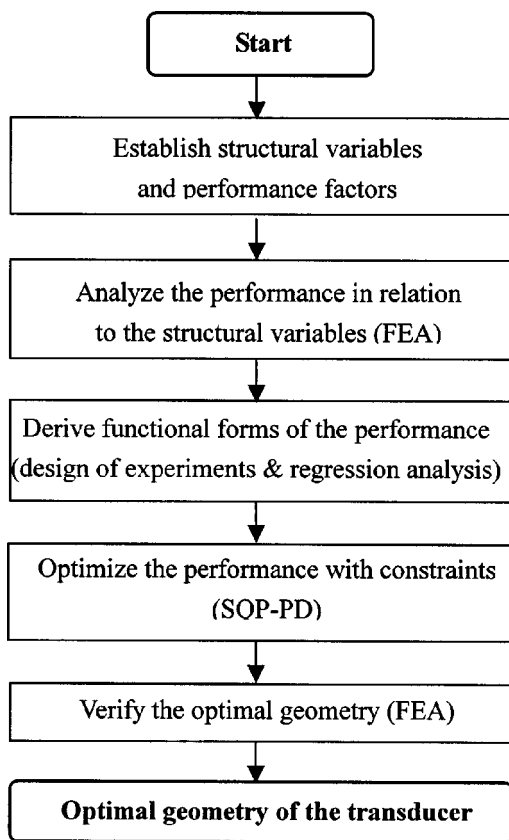 Start
Establish structural variables
and performance factors
Analyze the performance in relation
to the structural variables (FEA)
Derive functional forms of the performance
(design of experiments & regression analysis)
Optimize the performance with constraints
(SQP-PD)
Verify the optimal geometry (FEA)
Optimal geometry of the transducer